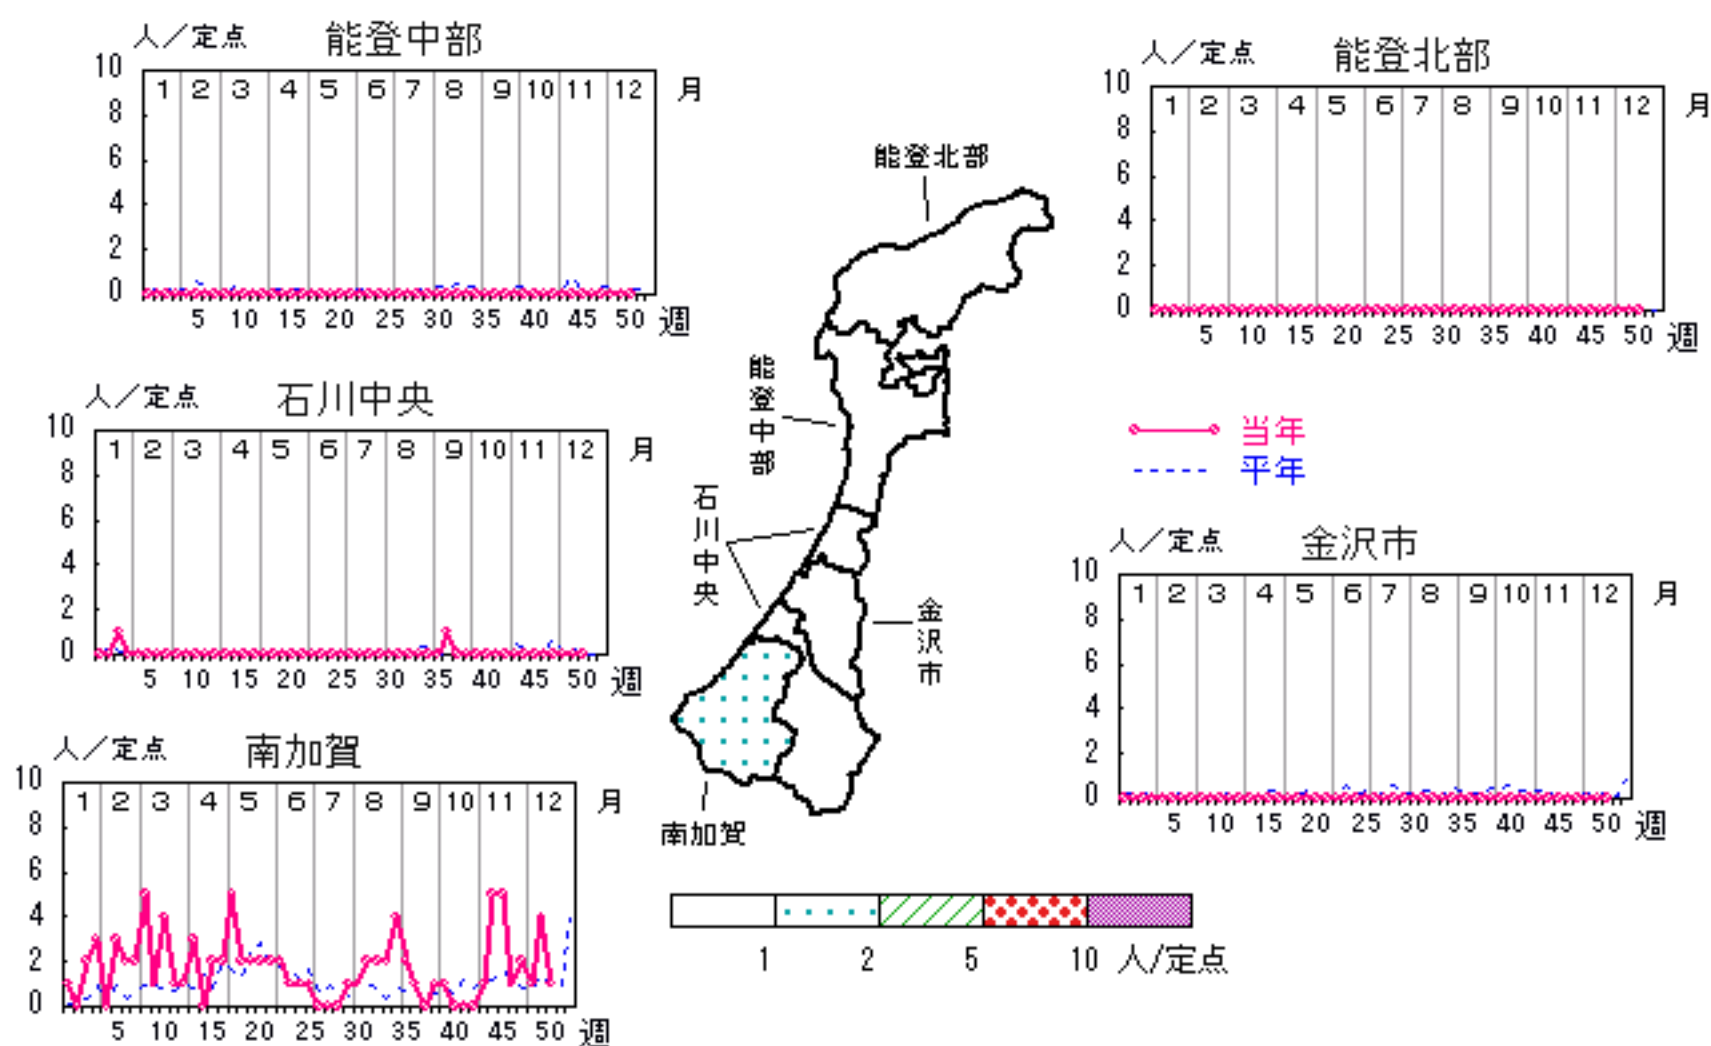 人／定点 能登中部
10 8 6 4 2 0
1 2 3 4 5 6 7 8 9 10 11 12 月
5 10 15 20 25 30 35 40 45 50 週
人／定点 能登北部
10 8 6 4 2 0
1 2 3 4 5 6 7 8 9 10 11 12 月
5 10 15 20 25 30 35 40 45 50 週
人／定点 石川中央
10 8 6 4 2 0
1 2 3 4 5 6 7 8 9 10 11 12 月
5 10 15 20 25 30 35 40 45 50 週
能登北部
能登中部
石川中央
金沢市
南加賀
当年
平年
人／定点 金沢市
10 8 6 4 2 0
1 2 3 4 5 6 7 8 9 10 11 12 月
5 10 15 20 25 30 35 40 45 50 週
人／定点 南加賀
10 8 6 4 2 0
1 2 3 4 5 6 7 8 9 10 11 12 月
5 10 15 20 25 30 35 40 45 50 週
1 2 5 10 人/定点